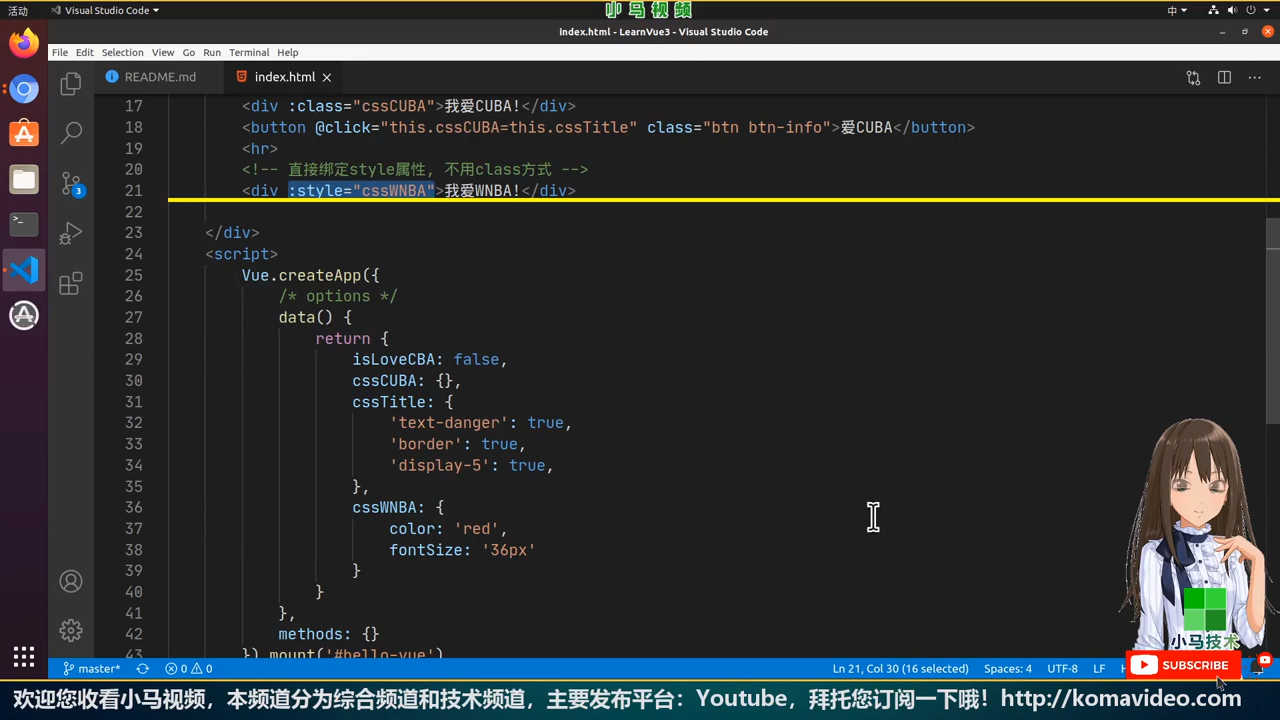 活动 Visual Studio Code 小马视频 中
index.html - LearnVue3 - Visual Studio Code
File Edit Selection View Go Run Terminal Help
README.md index.html
17 <div :class="cssCUBA">我爱CUBA!</div>
18 <button @click="this.cssCUBA=this.cssTitle" class="btn btn-info">爱CUBA</button>
19 <hr>
20 <!-- 直接绑定style属性, 不用class方式 -->
21 <div :style="cssWNBA">我爱WNBA!</div>
22
23 </div>
24 <script>
25 Vue.createApp({
26 /* options */
27 data() {
28 return {
29 isLoveCBA: false,
30 cssCUBA: {},
31 cssTitle: {
32 'text-danger': true,
33 'border': true,
34 'display-5': true,
35 },
36 cssWNBA: {
37 color: 'red',
38 fontSize: '36px'
39 }
40 }
41 },
42 methods: {}
}).mount('#hello-vue')
3
小马技术
SUBSCRIBE
master* 0 0 Ln 21, Col 30 (16 selected) Spaces: 4 UTF-8 LF
欢迎您收看小马视频，本频道分为综合频道和技术频道，主要发布平台：Youtube，拜托您订阅一下哦！http://komavideo.com